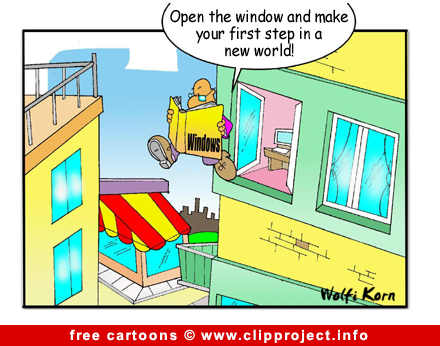 Open the window and make
your first step in a
new world!
Windows
Wolfi Korn
free cartoons © www.clipproject.info